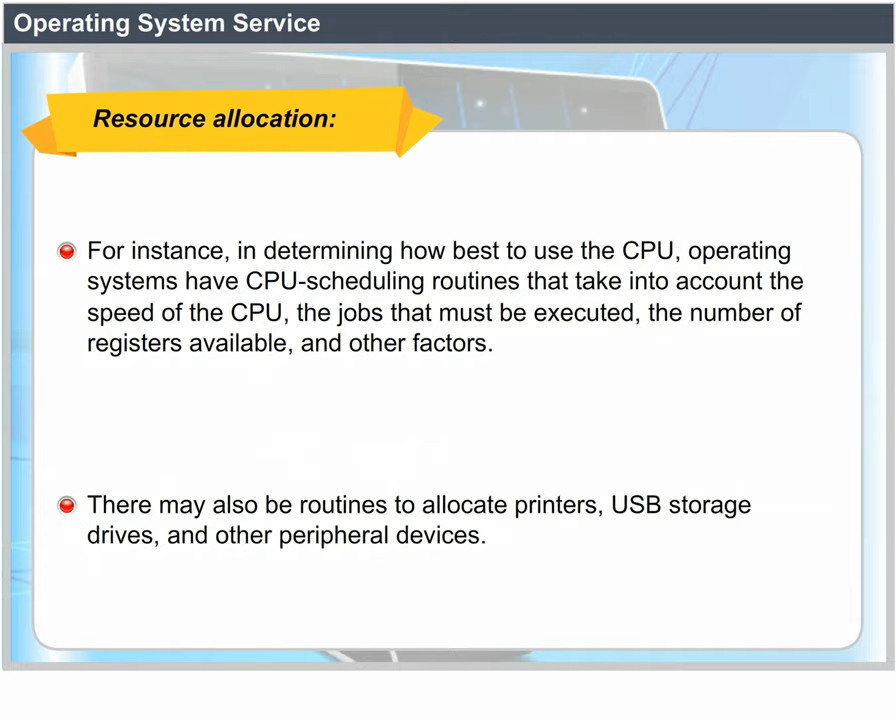 Operating System Service
Resource allocation:
For instance, in determining how best to use the CPU, operating
systems have CPU-scheduling routines that take into account the
speed of the CPU, the jobs that must be executed, the number of
registers available, and other factors.
There may also be routines to allocate printers, USB storage
drives, and other peripheral devices.